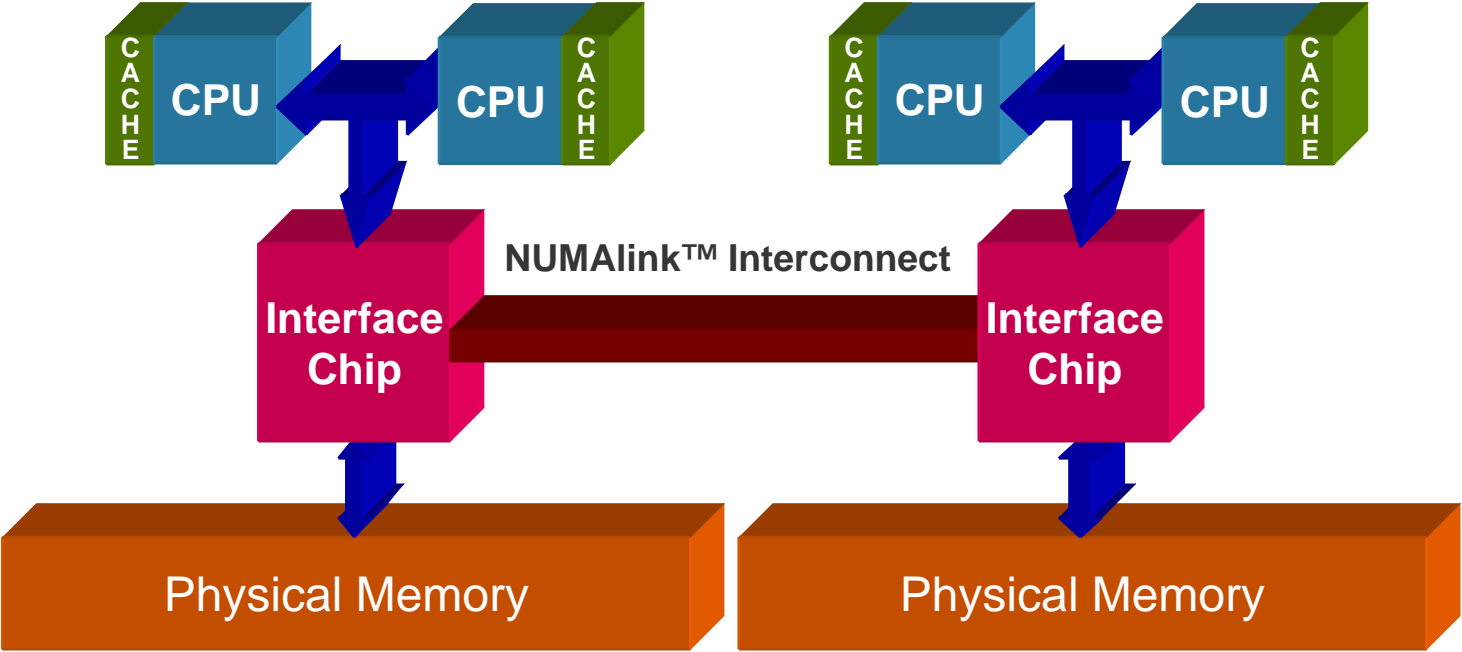 CACHE
CPU
CPU
CACHE
CACHE
CPU
CPU
CACHE
NUMAlink™ Interconnect
Interface
Chip
Interface
Chip
Physical Memory
Physical Memory